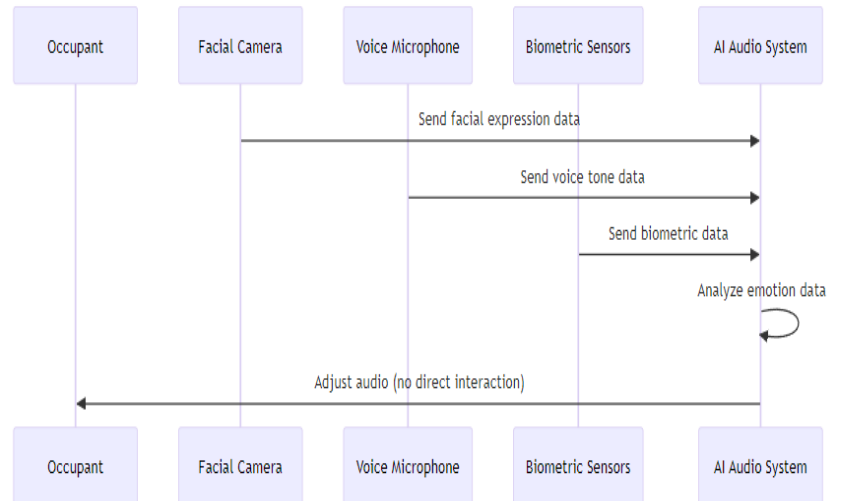 Occupant
Facial Camera
Voice Microphone
Biometric Sensors
AI Audio System
Send facial expression data
Send voice tone data
Send biometric data
Analyze emotion data
Adjust audio (no direct interaction)
Occupant
Facial Camera
Voice Microphone
Biometric Sensors
AI Audio System